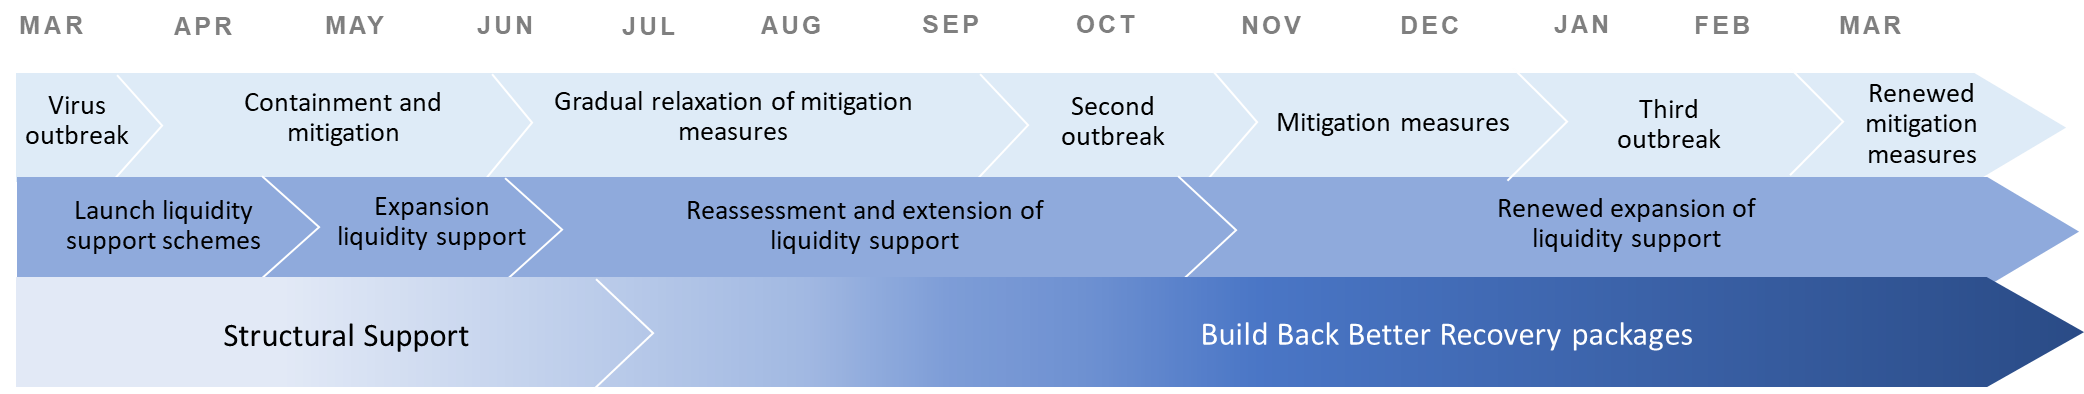 MAR APR MAY JUN JUL AUG SEP OCT NOV DEC JAN FEB MAR
Virus
outbreak
Containment and
mitigation
Gradual relaxation of mitigation
measures
Second
outbreak
Mitigation measures
Third
outbreak
Renewed
mitigation
measures
Launch liquidity
support schemes
Expansion
liquidity support
Reassessment and extension of
liquidity support
Renewed expansion of
liquidity support
Structural Support
Build Back Better Recovery packages